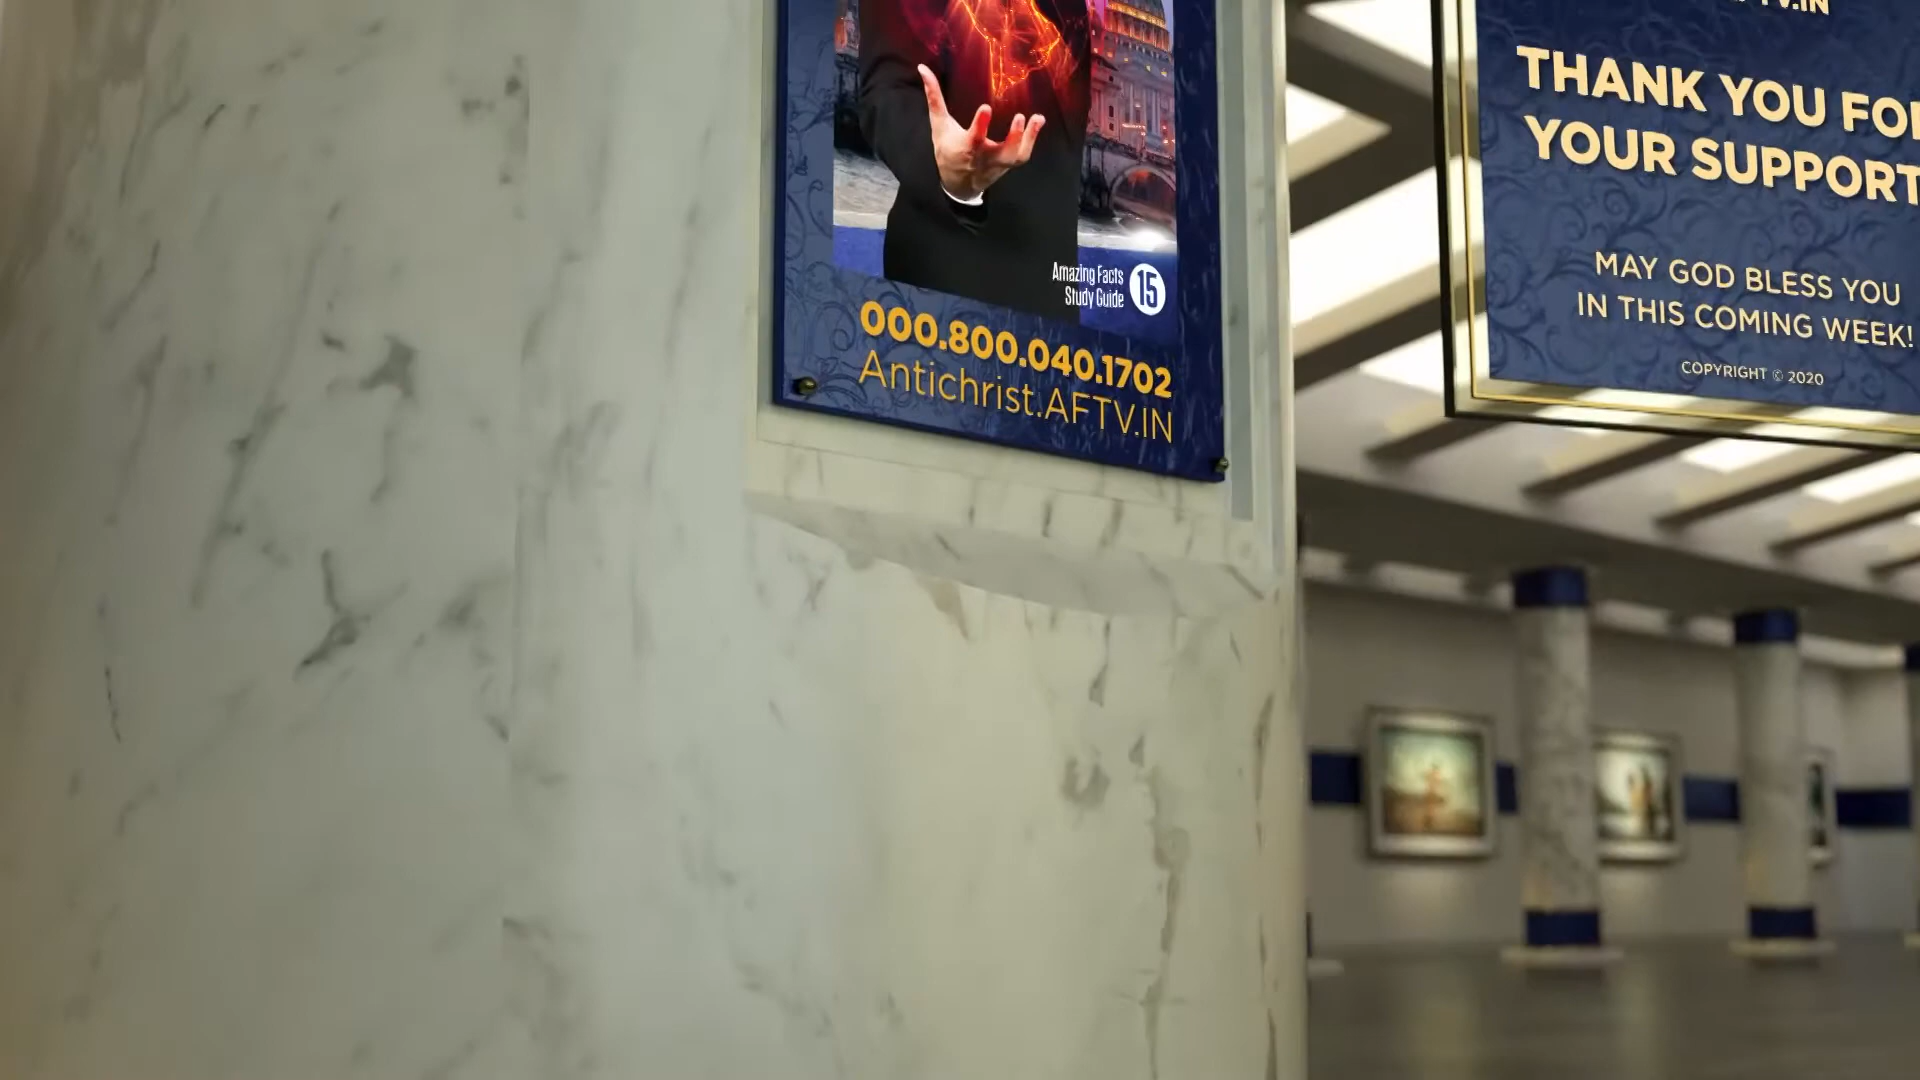 Amazing Facts
Study Guide
15
000.800.040.1702
Antichrist.AFTV.IN
THANK YOU
YOUR SUPPORT
MAY GOD BLESS YOU
IN THIS COMING WEEK!
COPYRIGHT © 2020